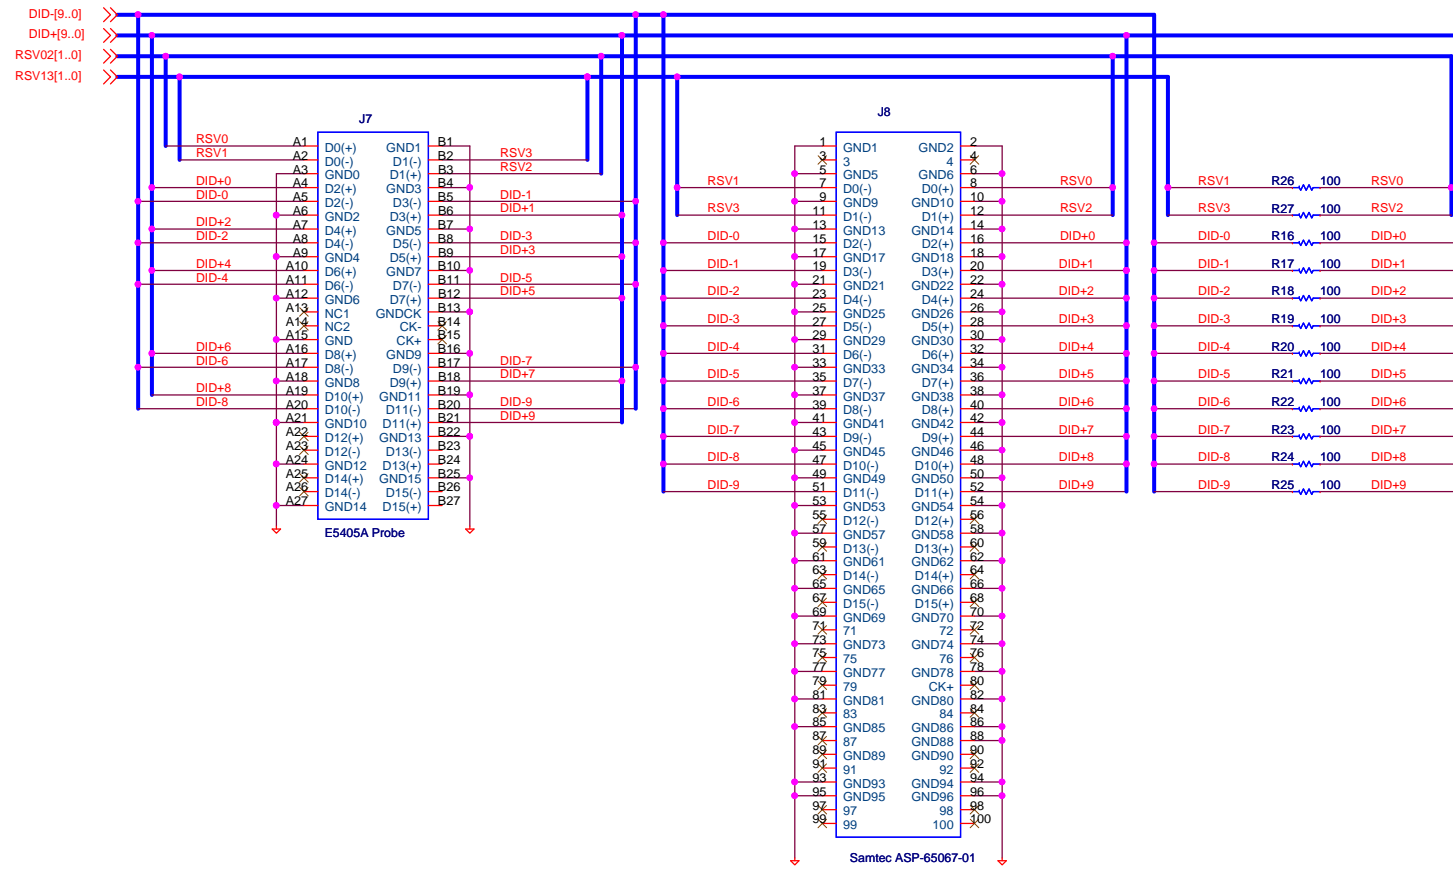 DID-[9..0]
DID+[9..0]
RSV02[1..0]
RSV13[1..0]
J7
RSV0 A1 D0(+) GND1 B1
RSV1 A2 D0(-) D1(-) B2 RSV3
A3 GND0 D1(+) B3 RSV2
DID+0 A4 D2(+) GND3 B4
DID-0 A5 D2(-) D3(-) B5 DID-1
A6 GND2 D3(+) B6 DID+1
DID+2 A7 D4(+) GND5 B7
DID-2 A8 D4(-) D5(-) B8 DID-3
A9 GND4 D5(+) B9 DID+3
DID+4 A10 D6(+) GND7 B10
DID-4 A11 D6(-) D7(-) B11 DID-5
A12 GND6 D7(+) B12 DID+5
A13 NC1 GNDCK B13
A14 NC2 CK- B14
A15 GND CK+ B15
DID+6 A16 D8(+) GND9 B16
DID-6 A17 D8(-) D9(-) B17 DID-7
A18 GND8 D9(+) B18 DID+7
DID+8 A19 D10(+) GND11 B19
DID-8 A20 D10(-) D11(-) B20 DID-9
A21 GND10 D11(+) B21 DID+9
A22 D12(+) GND13 B22
A23 D12(-) D13(-) B23
A24 GND12 D13(+) B24
A25 D14(+) GND15 B25
A26 D14(-) D15(-) B26
A27 GND14 D15(+) B27
E5405A Probe
J8
1 GND1 GND2 2
3 3 4 4
5 GND5 GND6 6
RSV1 7 D0(-) D0(+) 8 RSV0
9 GND9 GND10 10
RSV3 11 D1(-) D1(+) 12 RSV2
13 GND13 GND14 14
DID-0 15 D2(-) D2(+) 16 DID+0
17 GND17 GND18 18
DID-1 19 D3(-) D3(+) 20 DID+1
21 GND21 GND22 22
DID-2 23 D4(-) D4(+) 24 DID+2
25 GND25 GND26 26
DID-3 27 D5(-) D5(+) 28 DID+3
29 GND29 GND30 30
DID-4 31 D6(-) D6(+) 32 DID+4
33 GND33 GND34 34
DID-5 35 D7(-) D7(+) 36 DID+5
37 GND37 GND38 38
DID-6 39 D8(-) D8(+) 40 DID+6
41 GND41 GND42 42
DID-7 43 D9(-) D9(+) 44 DID+7
45 GND45 GND46 46
DID-8 47 D10(-) D10(+) 48 DID+8
49 GND49 GND50 50
DID-9 51 D11(-) D11(+) 52 DID+9
53 GND53 GND54 54
55 D12(-) D12(+) 56
57 GND57 GND58 58
59 D13(-) D13(+) 60
61 GND61 GND62 62
63 D14(-) D14(+) 64
65 GND65 GND66 66
67 D15(-) D15(+) 68
69 GND69 GND70 70
71 71 72 72
73 GND73 GND74 74
75 75 76 76
77 GND77 GND78 78
79 79 CK+ 80
81 GND81 GND80 82
83 83 84 84
85 GND85 GND86 86
87 87 GND88 88
89 GND89 GND90 90
91 91 92 92
93 GND93 GND94 94
95 GND95 GND96 96
97 97 98 98
99 99 100 100
Samtec ASP-65067-01
RSV1 R26 100 RSV0
RSV3 R27 100 RSV2
DID-0 R16 100 DID+0
DID-1 R17 100 DID+1
DID-2 R18 100 DID+2
DID-3 R19 100 DID+3
DID-4 R20 100 DID+4
DID-5 R21 100 DID+5
DID-6 R22 100 DID+6
DID-7 R23 100 DID+7
DID-8 R24 100 DID+8
DID-9 R25 100 DID+9